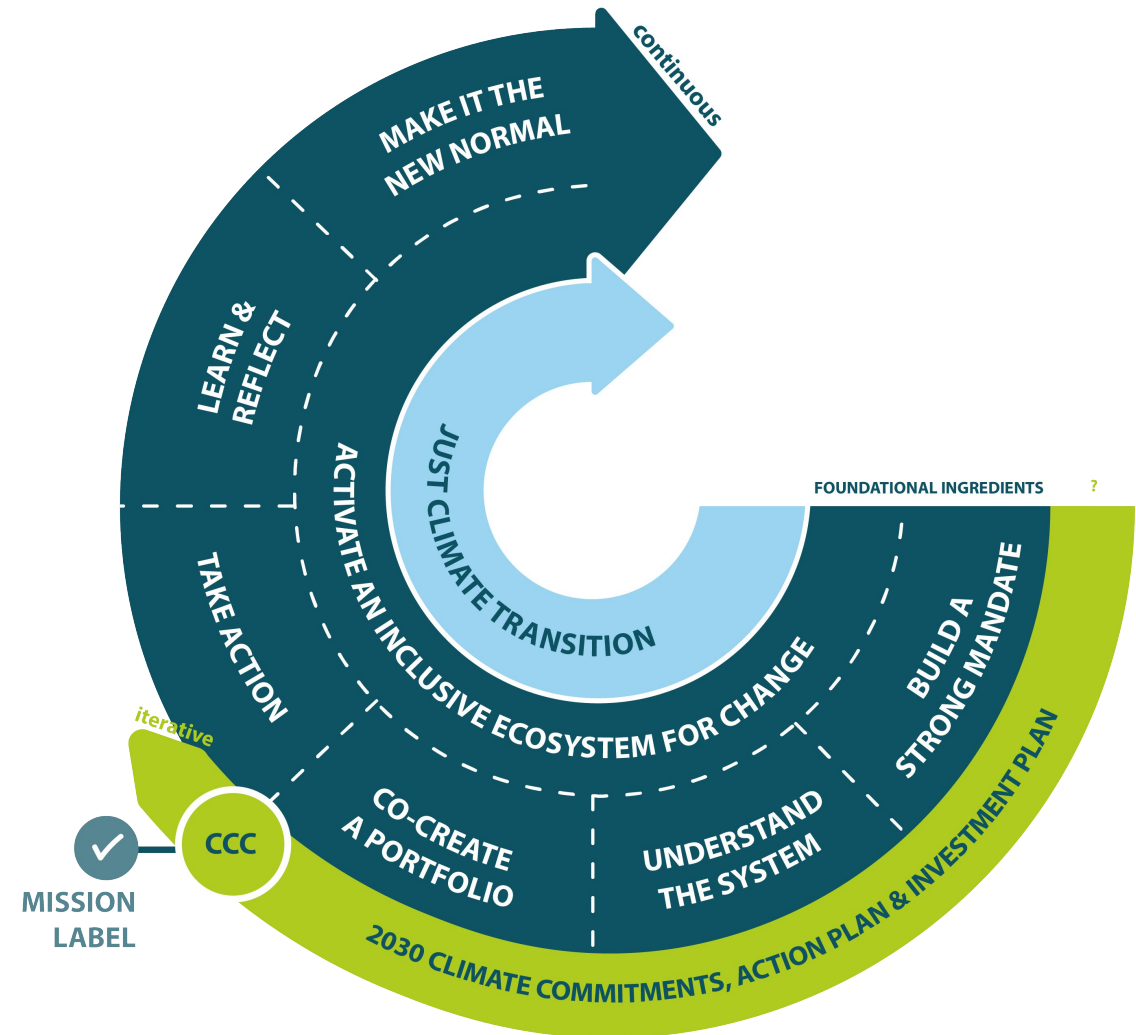 continuous
MAKE IT THE
NEW NORMAL
LEARN &
REFLECT
JUST CLIMATE TRANSITION
ACTIVATE AN INCLUSIVE ECOSYSTEM FOR CHANGE
FOUNDATIONAL INGREDIENTS ?
BUILD A
STRONG MANDATE
TAKE ACTION
iterative
CO-CREATE
A PORTFOLIO
UNDERSTAND
THE SYSTEM
CCC
MISSION
LABEL
2030 CLIMATE COMMITMENTS, ACTION PLAN & INVESTMENT PLAN